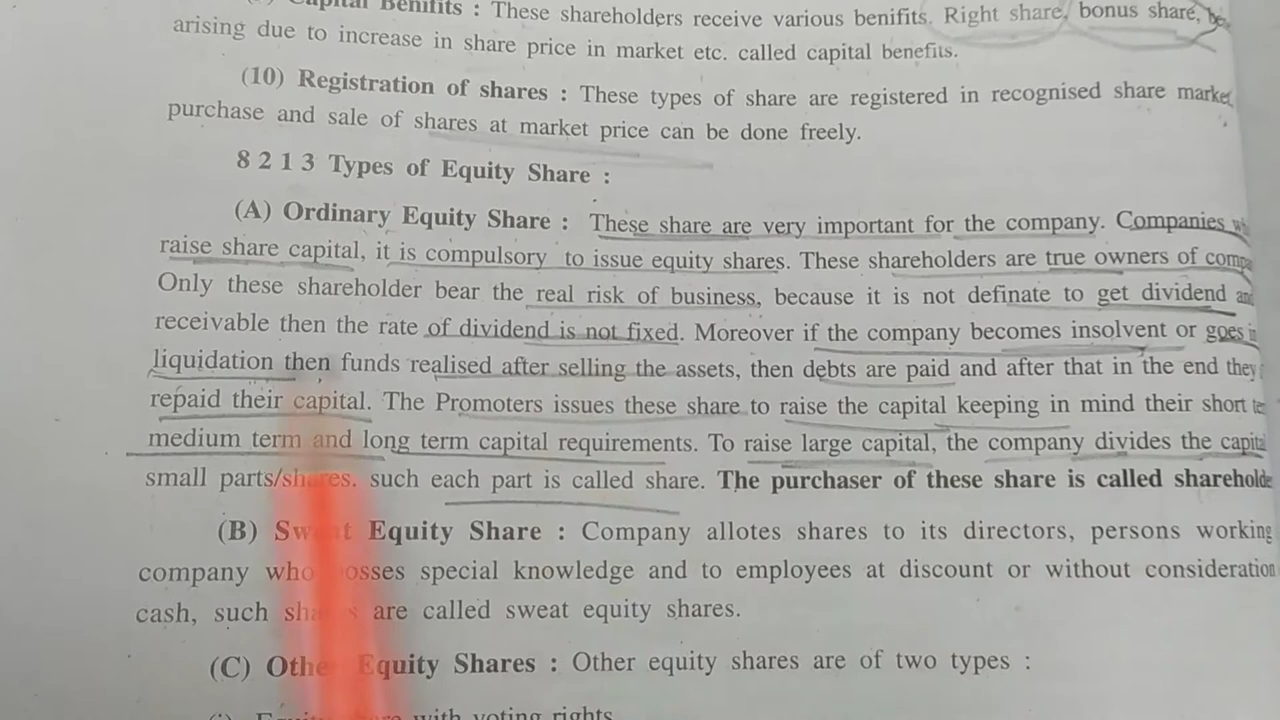 Capital Benifits : These shareholders receive various benifits. Right share, bonus share,
arising due to increase in share price in market etc. called capital benefits.
(10) Registration of shares : These types of share are registered in recognised share market
purchase and sale of shares at market price can be done freely.
8 2 1 3 Types of Equity Share :
(A) Ordinary Equity Share : These share are very important for the company. Companies
raise share capital, it is compulsory to issue equity shares. These shareholders are true owners of
Only these shareholder bear the real risk of business, because it is not definate to get dividend and
receivable then the rate of dividend is not fixed. Moreover if the company becomes insolvent or goes
liquidation then funds realised after selling the assets, then debts are paid and after that in the end they
repaid their capital. The Promoters issues these share to raise the capital keeping in mind their short
medium term and long term capital requirements. To raise large capital, the company divides the
small parts/shares. such each part is called share. The purchaser of these share is called
(B) Sweat Equity Share : Company allotes shares to its directors, persons working
company who osses special knowledge and to employees at discount or without consideration
cash, such shares are called sweat equity shares.
(C) Other Equity Shares : Other equity shares are of two types :
with voting rights